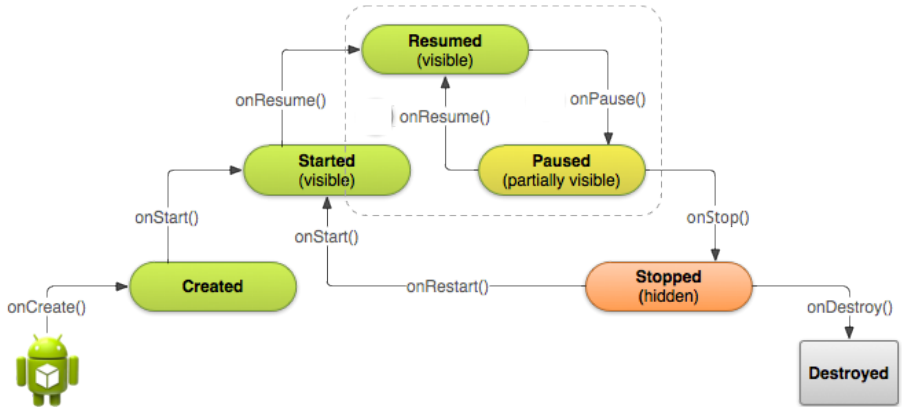 Resumed
(visible)
onResume()
onPause()
onResume()
Started
(visible)
Paused
(partially visible)
onStart()
onStop()
onStart()
Created
onRestart()
Stopped
(hidden)
onCreate()
onDestroy()
Destroyed